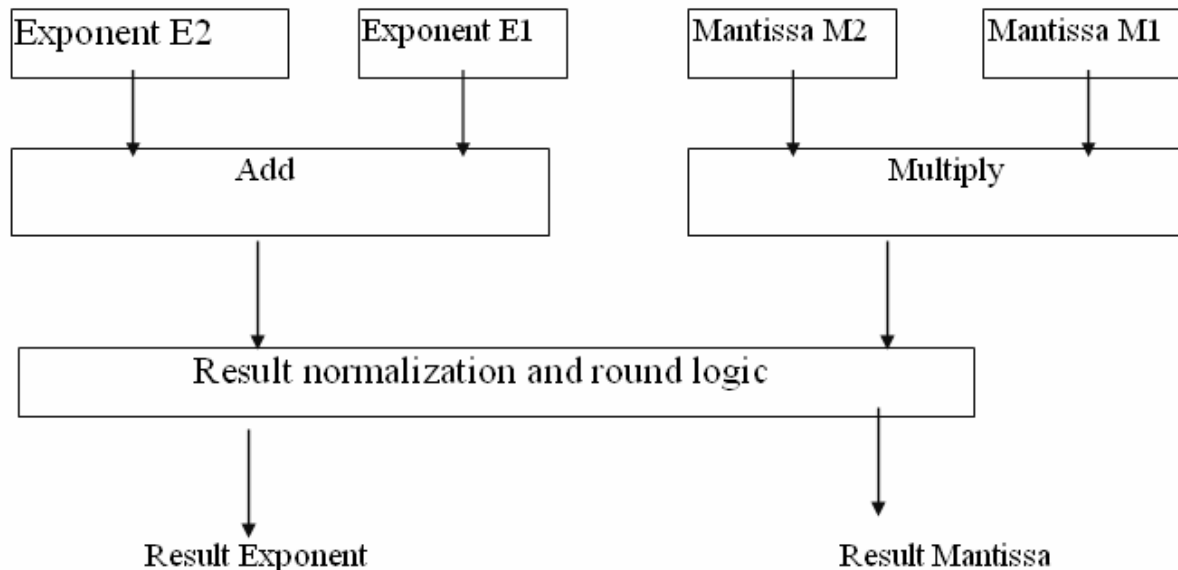 Exponent E2
Exponent E1
Mantissa M2
Mantissa M1
Add
Multiply
Result normalization and round logic
Result Exponent
Result Mantissa